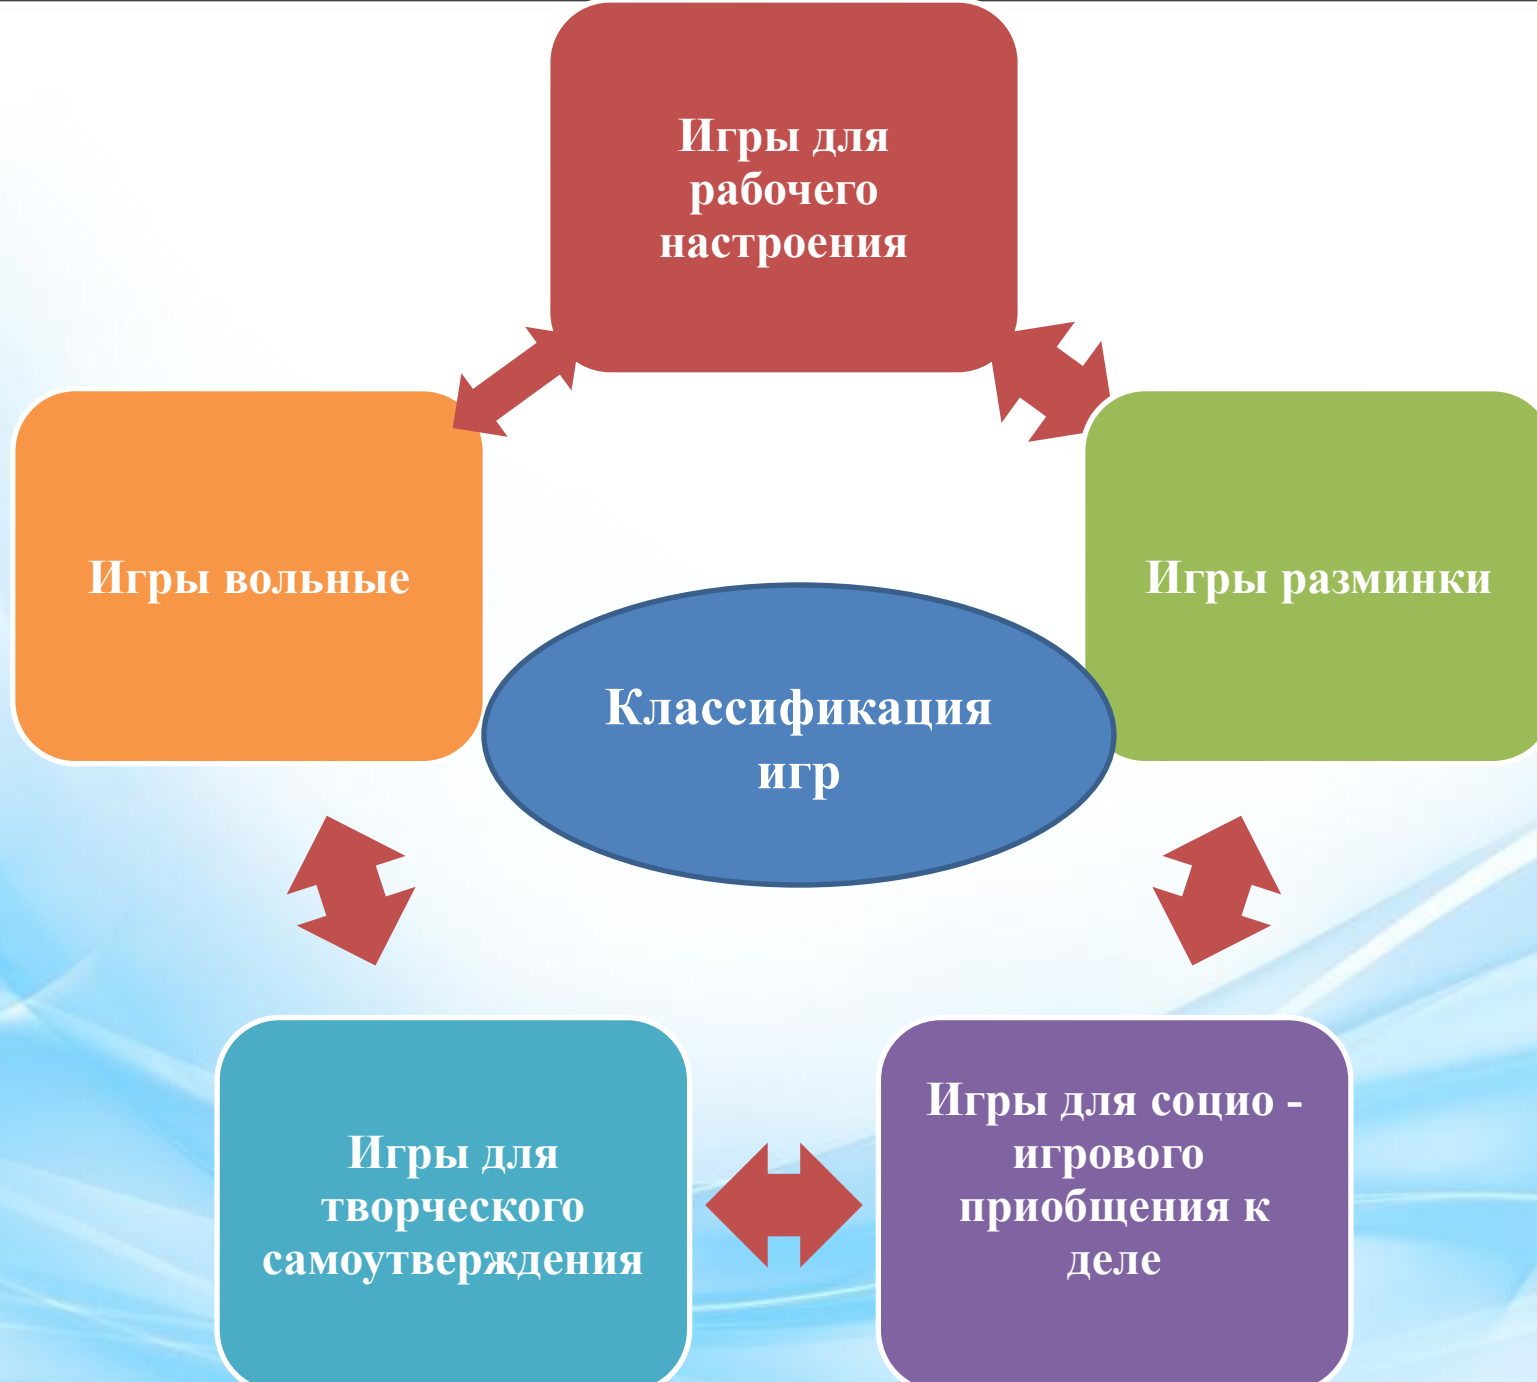 Игры для
рабочего
настроения
Игры вольные
Игры разминки
Классификация
игр
Игры для
творческого
самоутверждения
Игры для социо -
игрового
приобщения к
деле